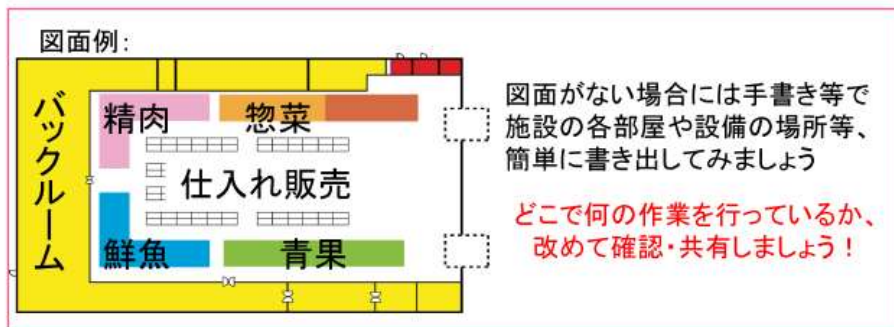 図面例:
バックルーム
精肉
惣菜
仕入れ販売
鮮魚
青果
図面がない場合には手書き等で
施設の各部屋や設備の場所等、
簡単に書き出してみましょう
どこで何の作業を行っているか、
改めて確認・共有しましょう！